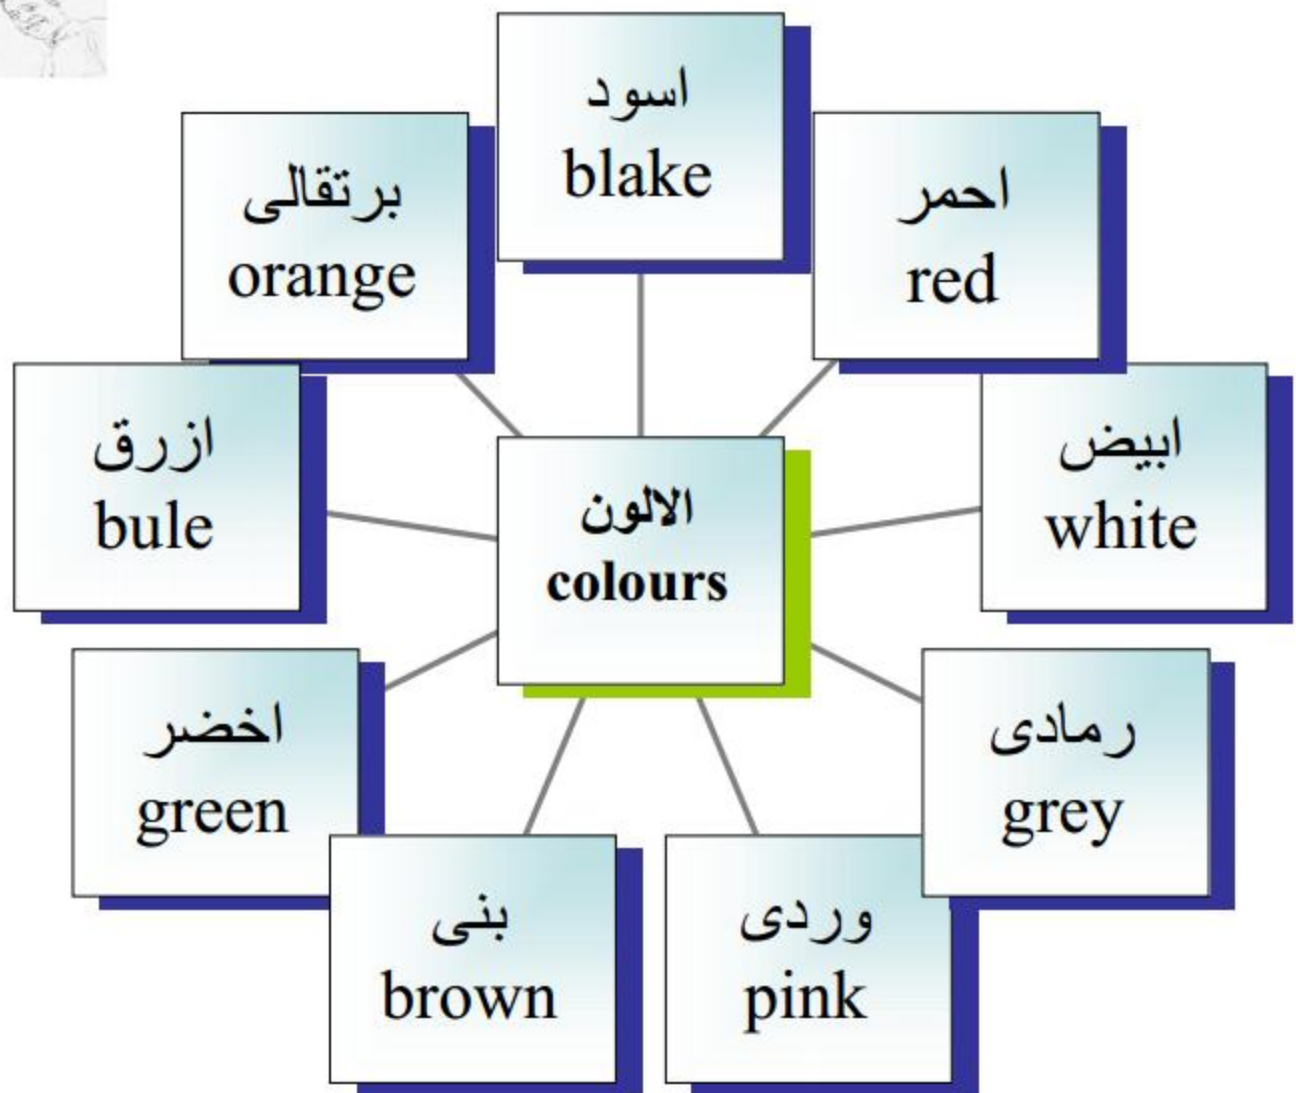 اسود
blake
برتقالى
orange
احمر
red
ازرق
bule
ابيض
white
الالون
colours
اخضر
green
رمادى
grey
بنى
brown
وردى
pink